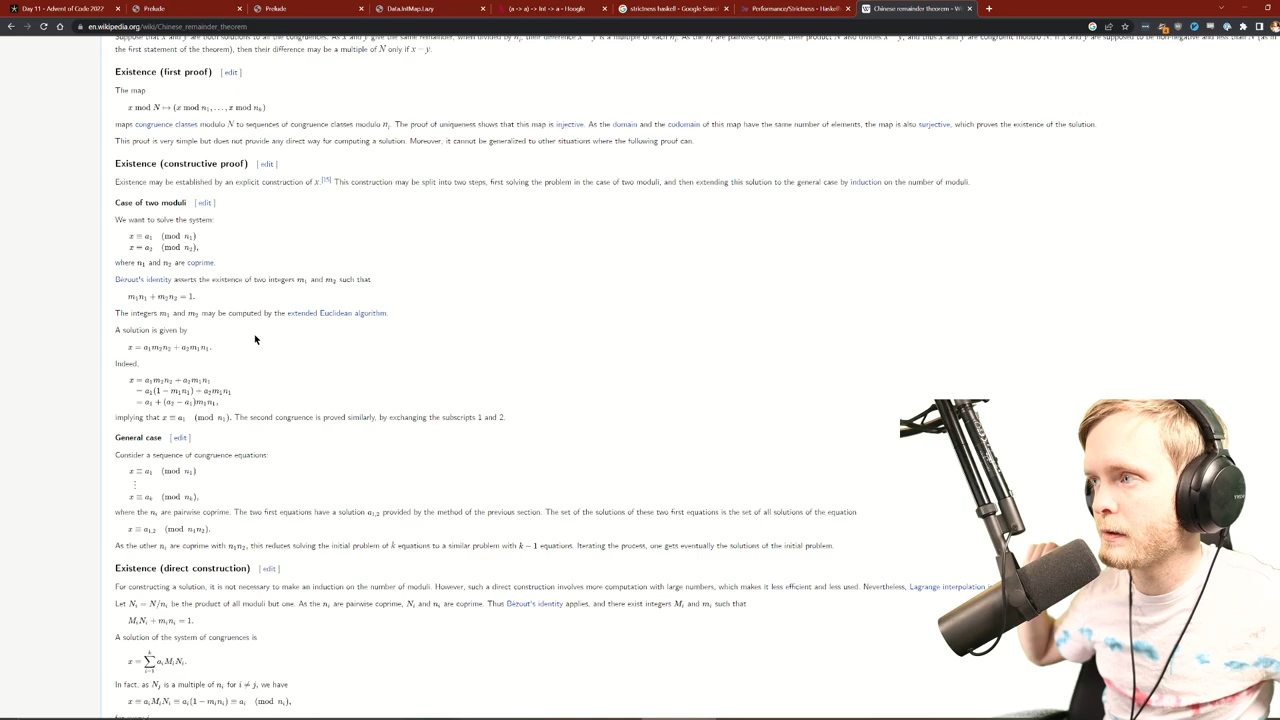 Day 11 - Advent of Code 2022
Prelude
Prelude
Data.IntMap.Lazy
(a -> a) -> Int -> a - Hoogle
strictness haskell - Google Sear
Performance/Strictness - Haskell
Chinese remainder theorem - Wi
en.wikipedia.org/wiki/Chinese_remainder_theorem
the first statement of the theorem), then their difference may be a multiple of N only if x = y.
Existence (first proof) [ edit ]
The map
x mod N ↦ (x mod n₁, . . . , x mod nₖ)
maps congruence classes modulo N to sequences of congruence classes modulo nᵢ. The proof of uniqueness shows that this map is injective. As the domain and the codomain of this map have the same number of elements, the map is also surjective, which proves the existence of the solution.
This proof is very simple but does not provide any direct way for computing a solution. Moreover, it cannot be generalized to other situations where the following proof can.
Existence (constructive proof) [ edit ]
Existence may be established by an explicit construction of x.[15] This construction may be split into two steps, first solving the problem in the case of two moduli, and then extending this solution to the general case by induction on the number of moduli.
Case of two moduli [ edit ]
We want to solve the system:
x ≡ a₁ (mod n₁)
x ≡ a₂ (mod n₂),
where n₁ and n₂ are coprime.
Bézout's identity asserts the existence of two integers m₁ and m₂ such that
m₁n₁ + m₂n₂ = 1.
The integers m₁ and m₂ may be computed by the extended Euclidean algorithm.
A solution is given by
x = a₁m₂n₂ + a₂m₁n₁.
Indeed,
x = a₁m₂n₂ + a₂m₁n₁
= a₁(1 − m₁n₁) + a₂m₁n₁
= a₁ + (a₂ − a₁)m₁n₁,
implying that x ≡ a₁ (mod n₁). The second congruence is proved similarly, by exchanging the subscripts 1 and 2.
General case [ edit ]
Consider a sequence of congruence equations:
x ≡ a₁ (mod n₁)
⋮
x ≡ aₖ (mod nₖ),
where the nᵢ are pairwise coprime. The two first equations have a solution a₁,₂ provided by the method of the previous section. The set of the solutions of these two first equations is the set of all solutions of the equation
x ≡ a₁,₂ (mod n₁n₂).
As the other nᵢ are coprime with n₁n₂, this reduces solving the initial problem of k equations to a similar problem with k − 1 equations. Iterating the process, one gets eventually the solutions of the initial problem.
Existence (direct construction) [ edit ]
For constructing a solution, it is not necessary to make an induction on the number of moduli. However, such a direct construction involves more computation with large numbers, which makes it less efficient and less used. Nevertheless, Lagrange interpolation
Let Nᵢ = N/nᵢ be the product of all moduli but one. As the nᵢ are pairwise coprime, Nᵢ and nᵢ are coprime. Thus Bézout's identity applies, and there exist integers Mᵢ and mᵢ such that
MᵢNᵢ + mᵢnᵢ = 1.
A solution of the system of congruences is
x = ∑ᵢ₌₁ᵏ aᵢMᵢNᵢ.
In fact, as Nⱼ is a multiple of nᵢ for i ≠ j, we have
x ≡ aᵢMᵢNᵢ ≡ aᵢ(1 − mᵢnᵢ) ≡ aᵢ (mod nᵢ),